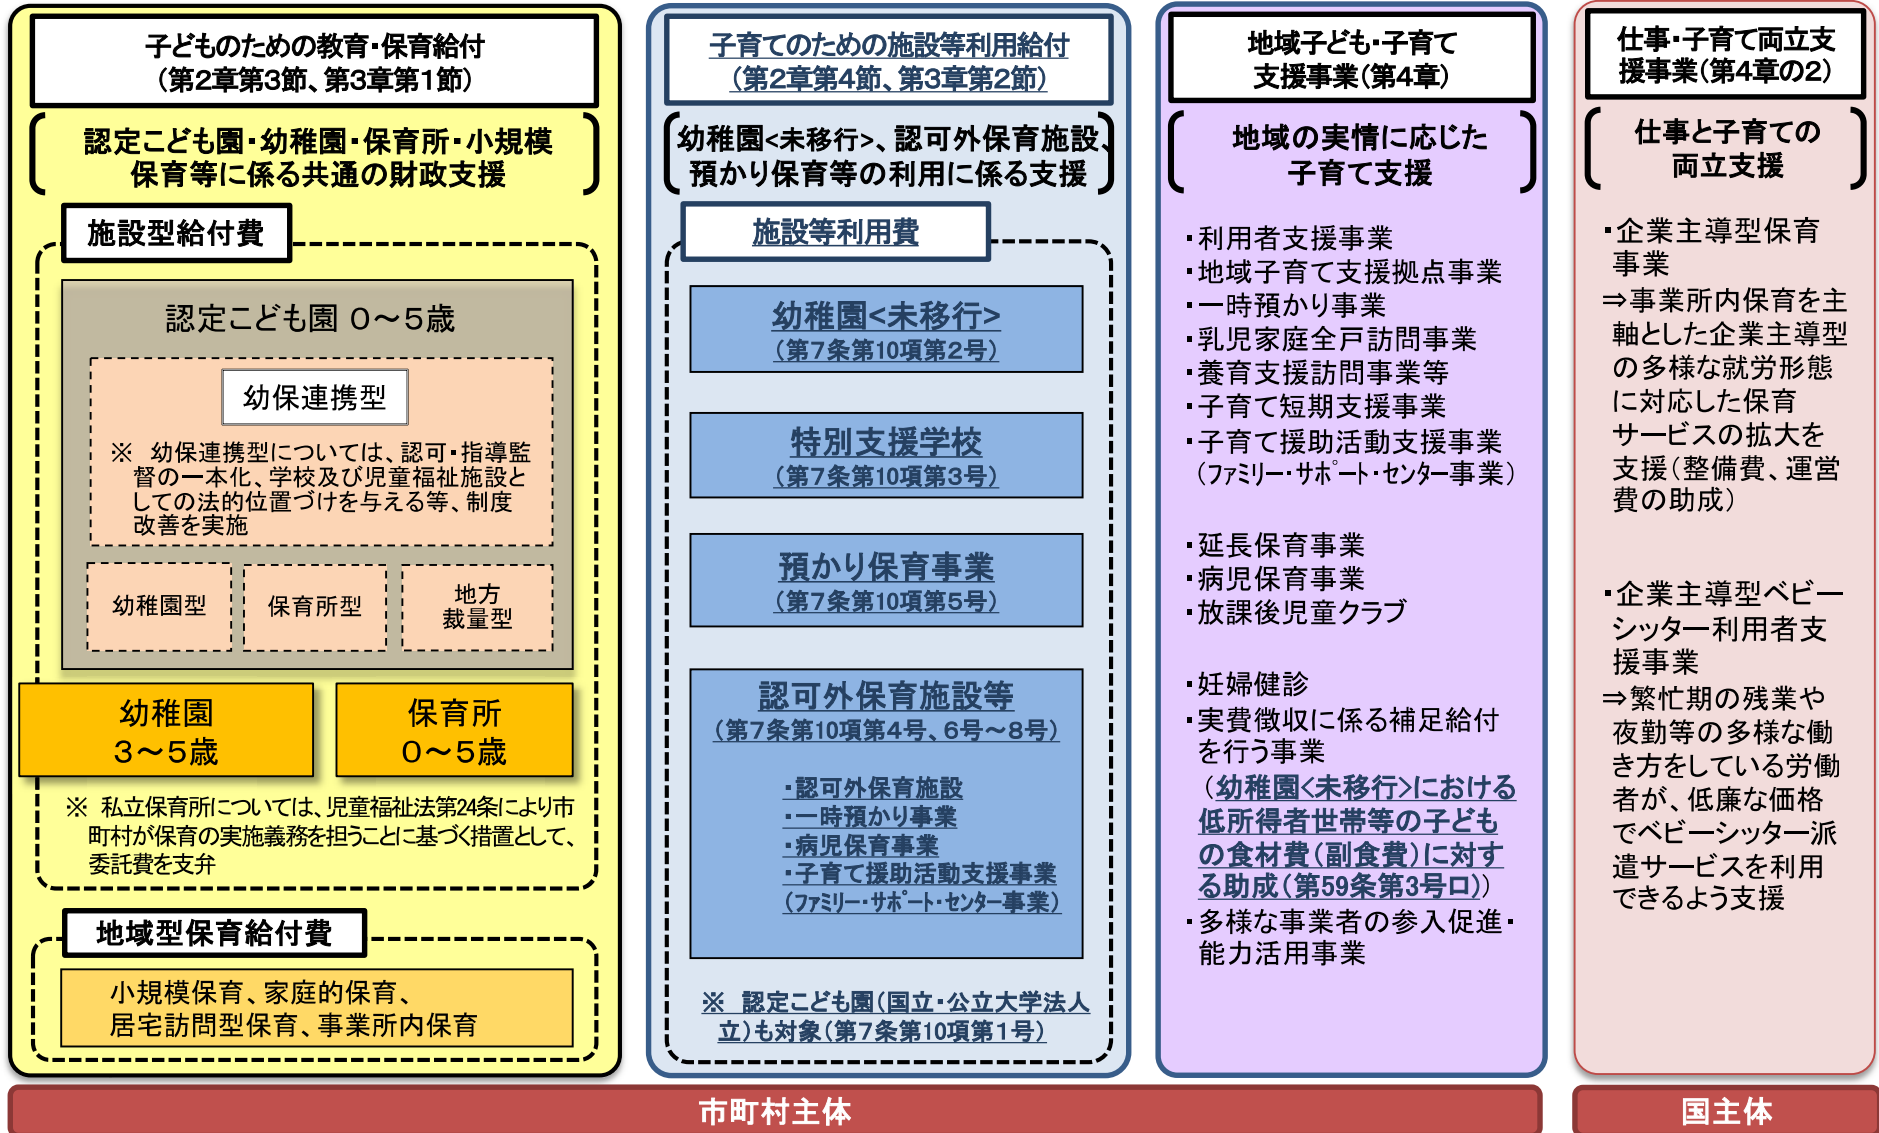 子どものための教育・保育給付
（第2章第3節、第3章第1節）
認定こども園・幼稚園・保育所・小規模
保育等に係る共通の財政支援
施設型給付費
認定こども園 0～5歳
幼保連携型
※ 幼保連携型については、認可・指導監
督の一本化、学校及び児童福祉施設と
しての法的位置づけを与える等、制度
改善を実施
幼稚園型
保育所型
地方
裁量型
幼稚園
3～5歳
保育所
0～5歳
※ 私立保育所については、児童福祉法第24条により市
町村が保育の実施義務を担うことに基づく措置として、
委託費を支弁
地域型保育給付費
小規模保育、家庭的保育、
居宅訪問型保育、事業所内保育
子育てのための施設等利用給付
（第2章第4節、第3章第2節）
幼稚園<未移行>、認可外保育施設、
預かり保育等の利用に係る支援
施設等利用費
幼稚園<未移行>
（第7条第10項第2号）
特別支援学校
（第7条第10項第3号）
預かり保育事業
（第7条第10項第5号）
認可外保育施設等
（第7条第10項第4号、6号～8号）
・認可外保育施設
・一時預かり事業
・病児保育事業
・子育て援助活動支援事業
（ファミリー・サポート・センター事業）
※ 認定こども園（国立・公立大学法人
立）も対象（第7条第10項第1号）
地域子ども・子育て
支援事業（第4章）
地域の実情に応じた
子育て支援
・利用者支援事業
・地域子育て支援拠点事業
・一時預かり事業
・乳児家庭全戸訪問事業
・養育支援訪問事業等
・子育て短期支援事業
・子育て援助活動支援事業
（ファミリー・サポート・センター事業）
・延長保育事業
・病児保育事業
・放課後児童クラブ
・妊婦健診
・実費徴収に係る補足給付
を行う事業
（幼稚園<未移行>における
低所得者世帯等の子ども
の食材費（副食費）に対す
る助成（第59条第3号ロ））
・多様な事業者の参入促進・
能力活用事業
仕事・子育て両立支
援事業（第4章の2）
仕事と子育ての
両立支援
・企業主導型保育
事業
⇒事業所内保育を主
軸とした企業主導型
の多様な就労形態
に対応した保育
サービスの拡大を
支援（整備費、運営
費の助成）
・企業主導型ベビー
シッター利用者支
援事業
⇒繁忙期の残業や
夜勤等の多様な働
き方をしている労働
者が、低廉な価格
でベビーシッター派
遣サービスを利用
できるよう支援
市町村主体
国主体